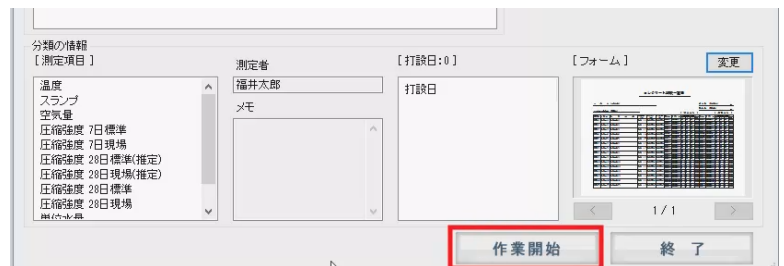 分類の情報
[測定項目]
測定者
[打設日:0]
[フォーム]
変更
温度
スランプ
空気量
圧縮強度 7日標準
圧縮強度 7日現場
圧縮強度 28日標準(推定)
圧縮強度 28日現場(推定)
圧縮強度 28日標準
圧縮強度 28日現場
単位水量
福井太郎
メモ
打設日
1/1
作業開始
終 了